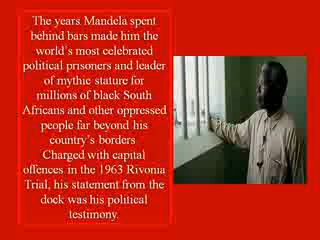 The years Mandela spent
behind bars made him the
world's most celebrated
political prisoners and leader
of mythic stature for
millions of black South
Africans and other oppressed
people far beyond his
country's borders
Charged with capital
offences in the 1963 Rivonia
Trial, his statement from the
dock was his political
testimony.